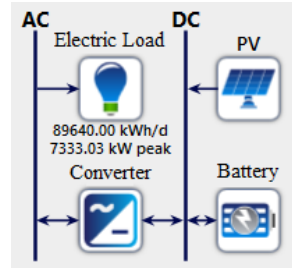 AC DC
Electric Load PV
89640.00 kWh/d
7333.03 kW peak
Converter Battery